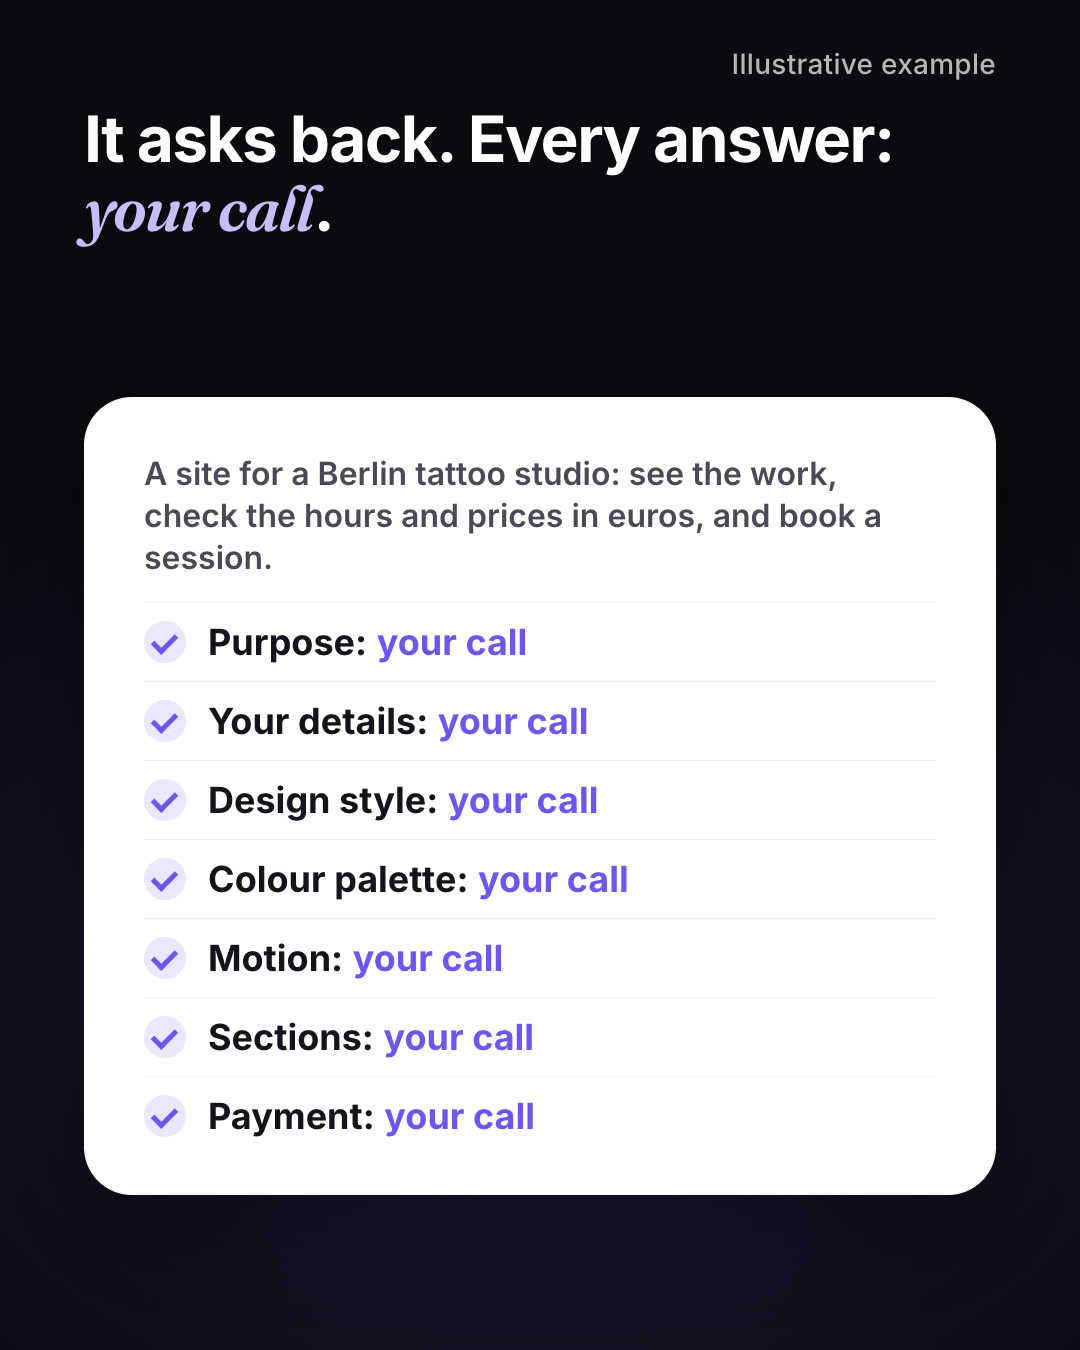 Illustrative example
It asks back. Every answer:
your call.
A site for a Berlin tattoo studio: see the work,
check the hours and prices in euros, and book a
session.
Purpose: your call
Your details: your call
Design style: your call
Colour palette: your call
Motion: your call
Sections: your call
Payment: your call